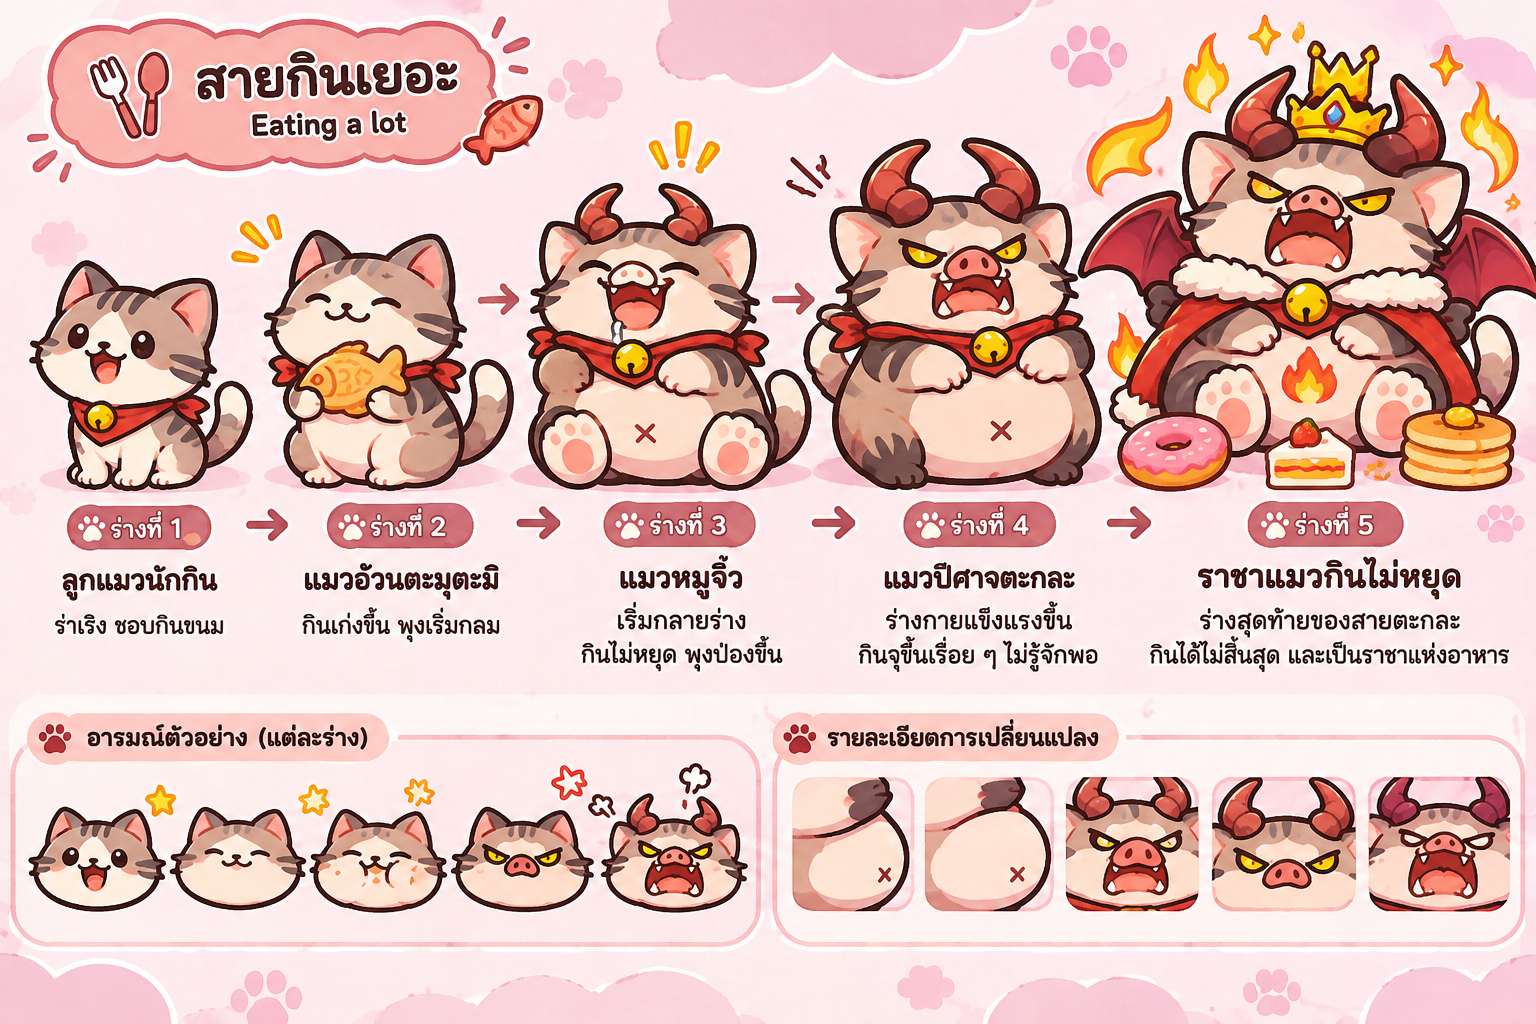 สายกินเยอะ
Eating a lot
ร่างที่ 1
ร่างที่ 2
ร่างที่ 3
ร่างที่ 4
ร่างที่ 5
ลูกแมวนักกิน
ร่าเริง ชอบกินขนม
แมวอ้วนตะมุตะมิ
กินเก่งขึ้น พุงเริ่มกลม
แมวหมูจิ๋ว
เริ่มกลายร่าง
กินไม่หยุด พุงป่องขึ้น
แมวปีศาจตะกละ
ร่างกายแข็งแรงขึ้น
กินจุขึ้นเรื่อย ๆ ไม่รู้จักพอ
ราชาแมวกินไม่หยุด
ร่างสุดท้ายของสายตะกละ
กินได้ไม่สิ้นสุด และเป็นราชาแห่งอาหาร
อารมณ์ตัวอย่าง (แต่ละร่าง)
รายละเอียดการเปลี่ยนแปลง